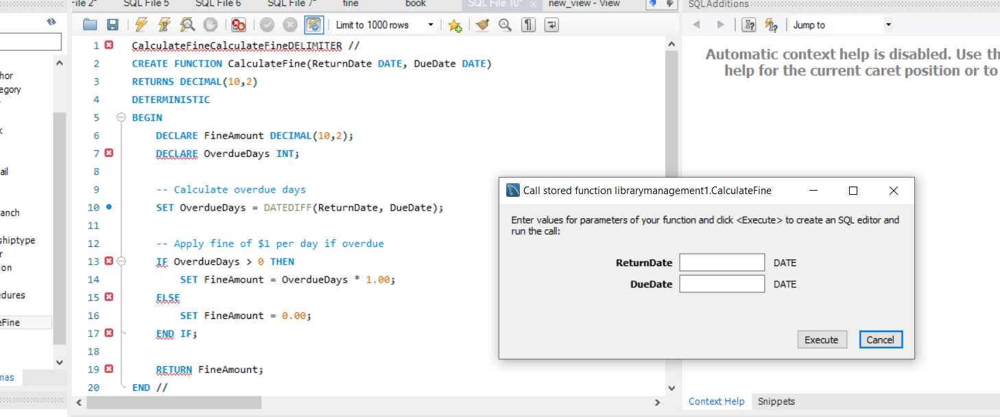 File 2*
SQL File 5
SQL File 6
SQL File 7*
fine
book
SQL File 10*
new_view - View
SQLAdditions
Limit to 1000 rows
Jump to
hor
egory
ail
anch
shiptype
ion
edures
eFine
mas
1 CalculateFineCalculateFineDELIMITER //
2 CREATE FUNCTION CalculateFine(ReturnDate DATE, DueDate DATE)
3 RETURNS DECIMAL(10,2)
4 DETERMINISTIC
5 BEGIN
6 DECLARE FineAmount DECIMAL(10,2);
7 DECLARE OverdueDays INT;
8
9 -- Calculate overdue days
10 SET OverdueDays = DATEDIFF(ReturnDate, DueDate);
11
12 -- Apply fine of $1 per day if overdue
13 IF OverdueDays > 0 THEN
14 SET FineAmount = OverdueDays * 1.00;
15 ELSE
16 SET FineAmount = 0.00;
17 END IF;
18
19 RETURN FineAmount;
20 END //
Automatic context help is disabled. Use th
help for the current caret position or to
Call stored function librarymanagement1.CalculateFine
Enter values for parameters of your function and click <Execute> to create an SQL editor and
run the call:
ReturnDate DATE
DueDate DATE
Execute Cancel
Context Help Snippets